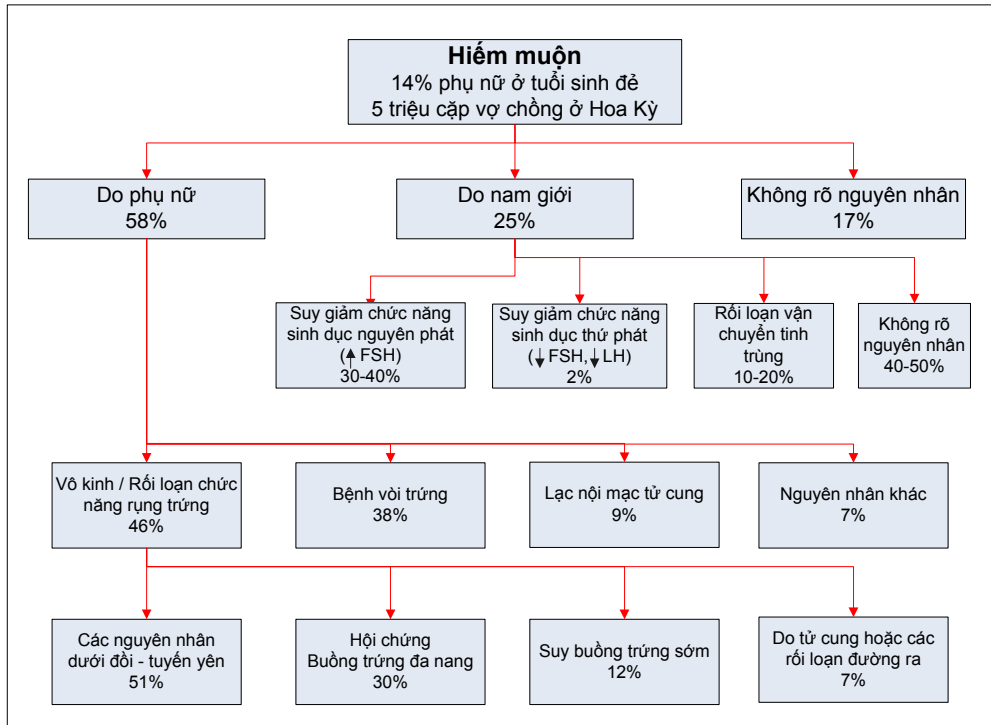 Hiếm muộn
14% phụ nữ ở tuổi sinh đẻ
5 triệu cặp vợ chồng ở Hoa Kỳ
Do phụ nữ
58%
Do nam giới
25%
Không rõ nguyên nhân
17%
Suy giảm chức năng
sinh dục nguyên phát
(↑ FSH)
30-40%
Suy giảm chức năng
sinh dục thứ phát
(↓FSH,↓LH)
2%
Rối loạn vận
chuyển tinh
trùng
10-20%
Không rõ
nguyên nhân
40-50%
Vô kinh / Rối loạn chức
năng rụng trứng
46%
Bệnh vòi trứng
38%
Lạc nội mạc tử cung
9%
Nguyên nhân khác
7%
Các nguyên nhân
dưới đồi - tuyến yên
51%
Hội chứng
Buồng trứng đa nang
30%
Suy buồng trứng sớm
12%
Do tử cung hoặc các
rối loạn đường ra
7%